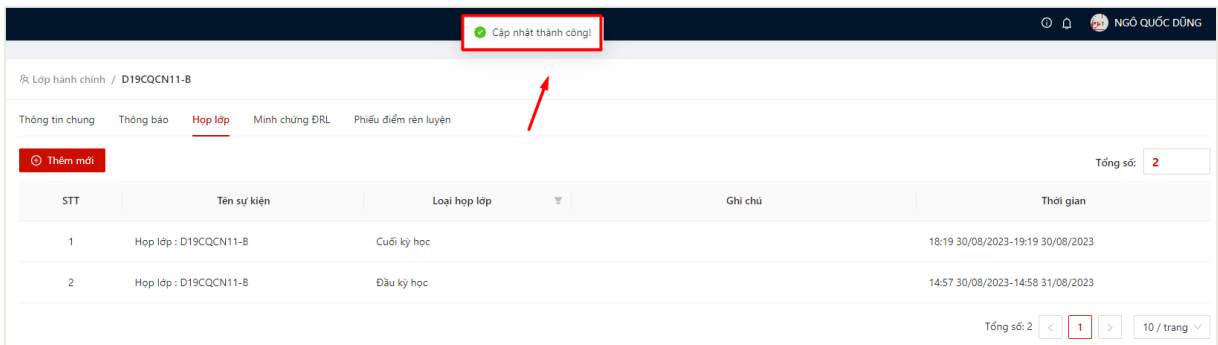 Cập nhật thành công!
NGÔ QUỐC DŨNG
Lớp hành chính / D19CQCN11-B
Thông tin chung Thông báo Họp lớp Minh chứng ĐRL Phiếu điểm rèn luyện
Thêm mới Tổng số: 2
STT Tên sự kiện Loại họp lớp Ghi chú Thời gian
1 Họp lớp : D19CQCN11-B Cuối kỳ học 18:19 30/08/2023-19:19 30/08/2023
2 Họp lớp : D19CQCN11-B Đầu kỳ học 14:57 30/08/2023-14:58 31/08/2023
Tổng số: 2 < 1 > 10 / trang